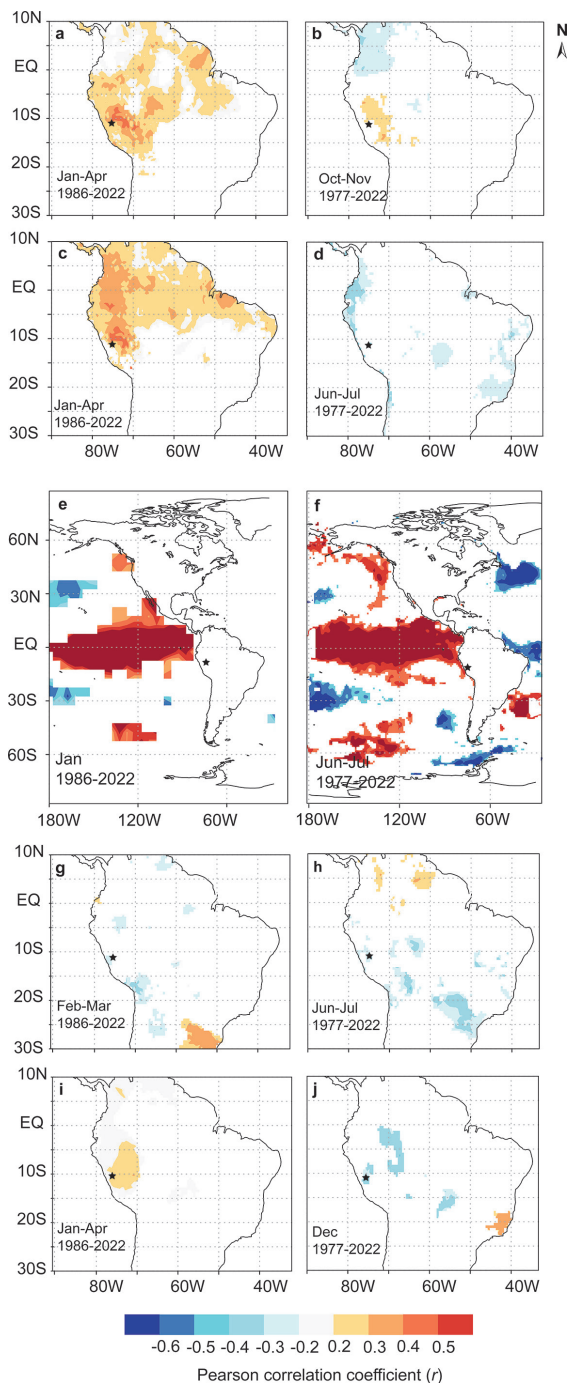 10N
a
b
N
EQ
10S
20S
Jan-Apr
1986-2022
Oct-Nov
1977-2022
30S
10N
c
d
EQ
10S
20S
Jan-Apr
1986-2022
Jun-Jul
1977-2022
30S
80W 60W 40W 80W 60W 40W
e
f
60N
30N
EQ
30S
60S
Jan
1986-2022
Jun-Jul
1977-2022
180W 120W 60W 180W 120W 60W
10N
g
h
EQ
10S
20S
Feb-Mar
1986-2022
Jun-Jul
1977-2022
30S
10N
i
j
EQ
10S
20S
Jan-Apr
1986-2022
Dec
1977-2022
30S
80W 60W 40W 80W 60W 40W
-0.6 -0.5 -0.4 -0.3 -0.2 0.2 0.3 0.4 0.5
Pearson correlation coefficient (r)